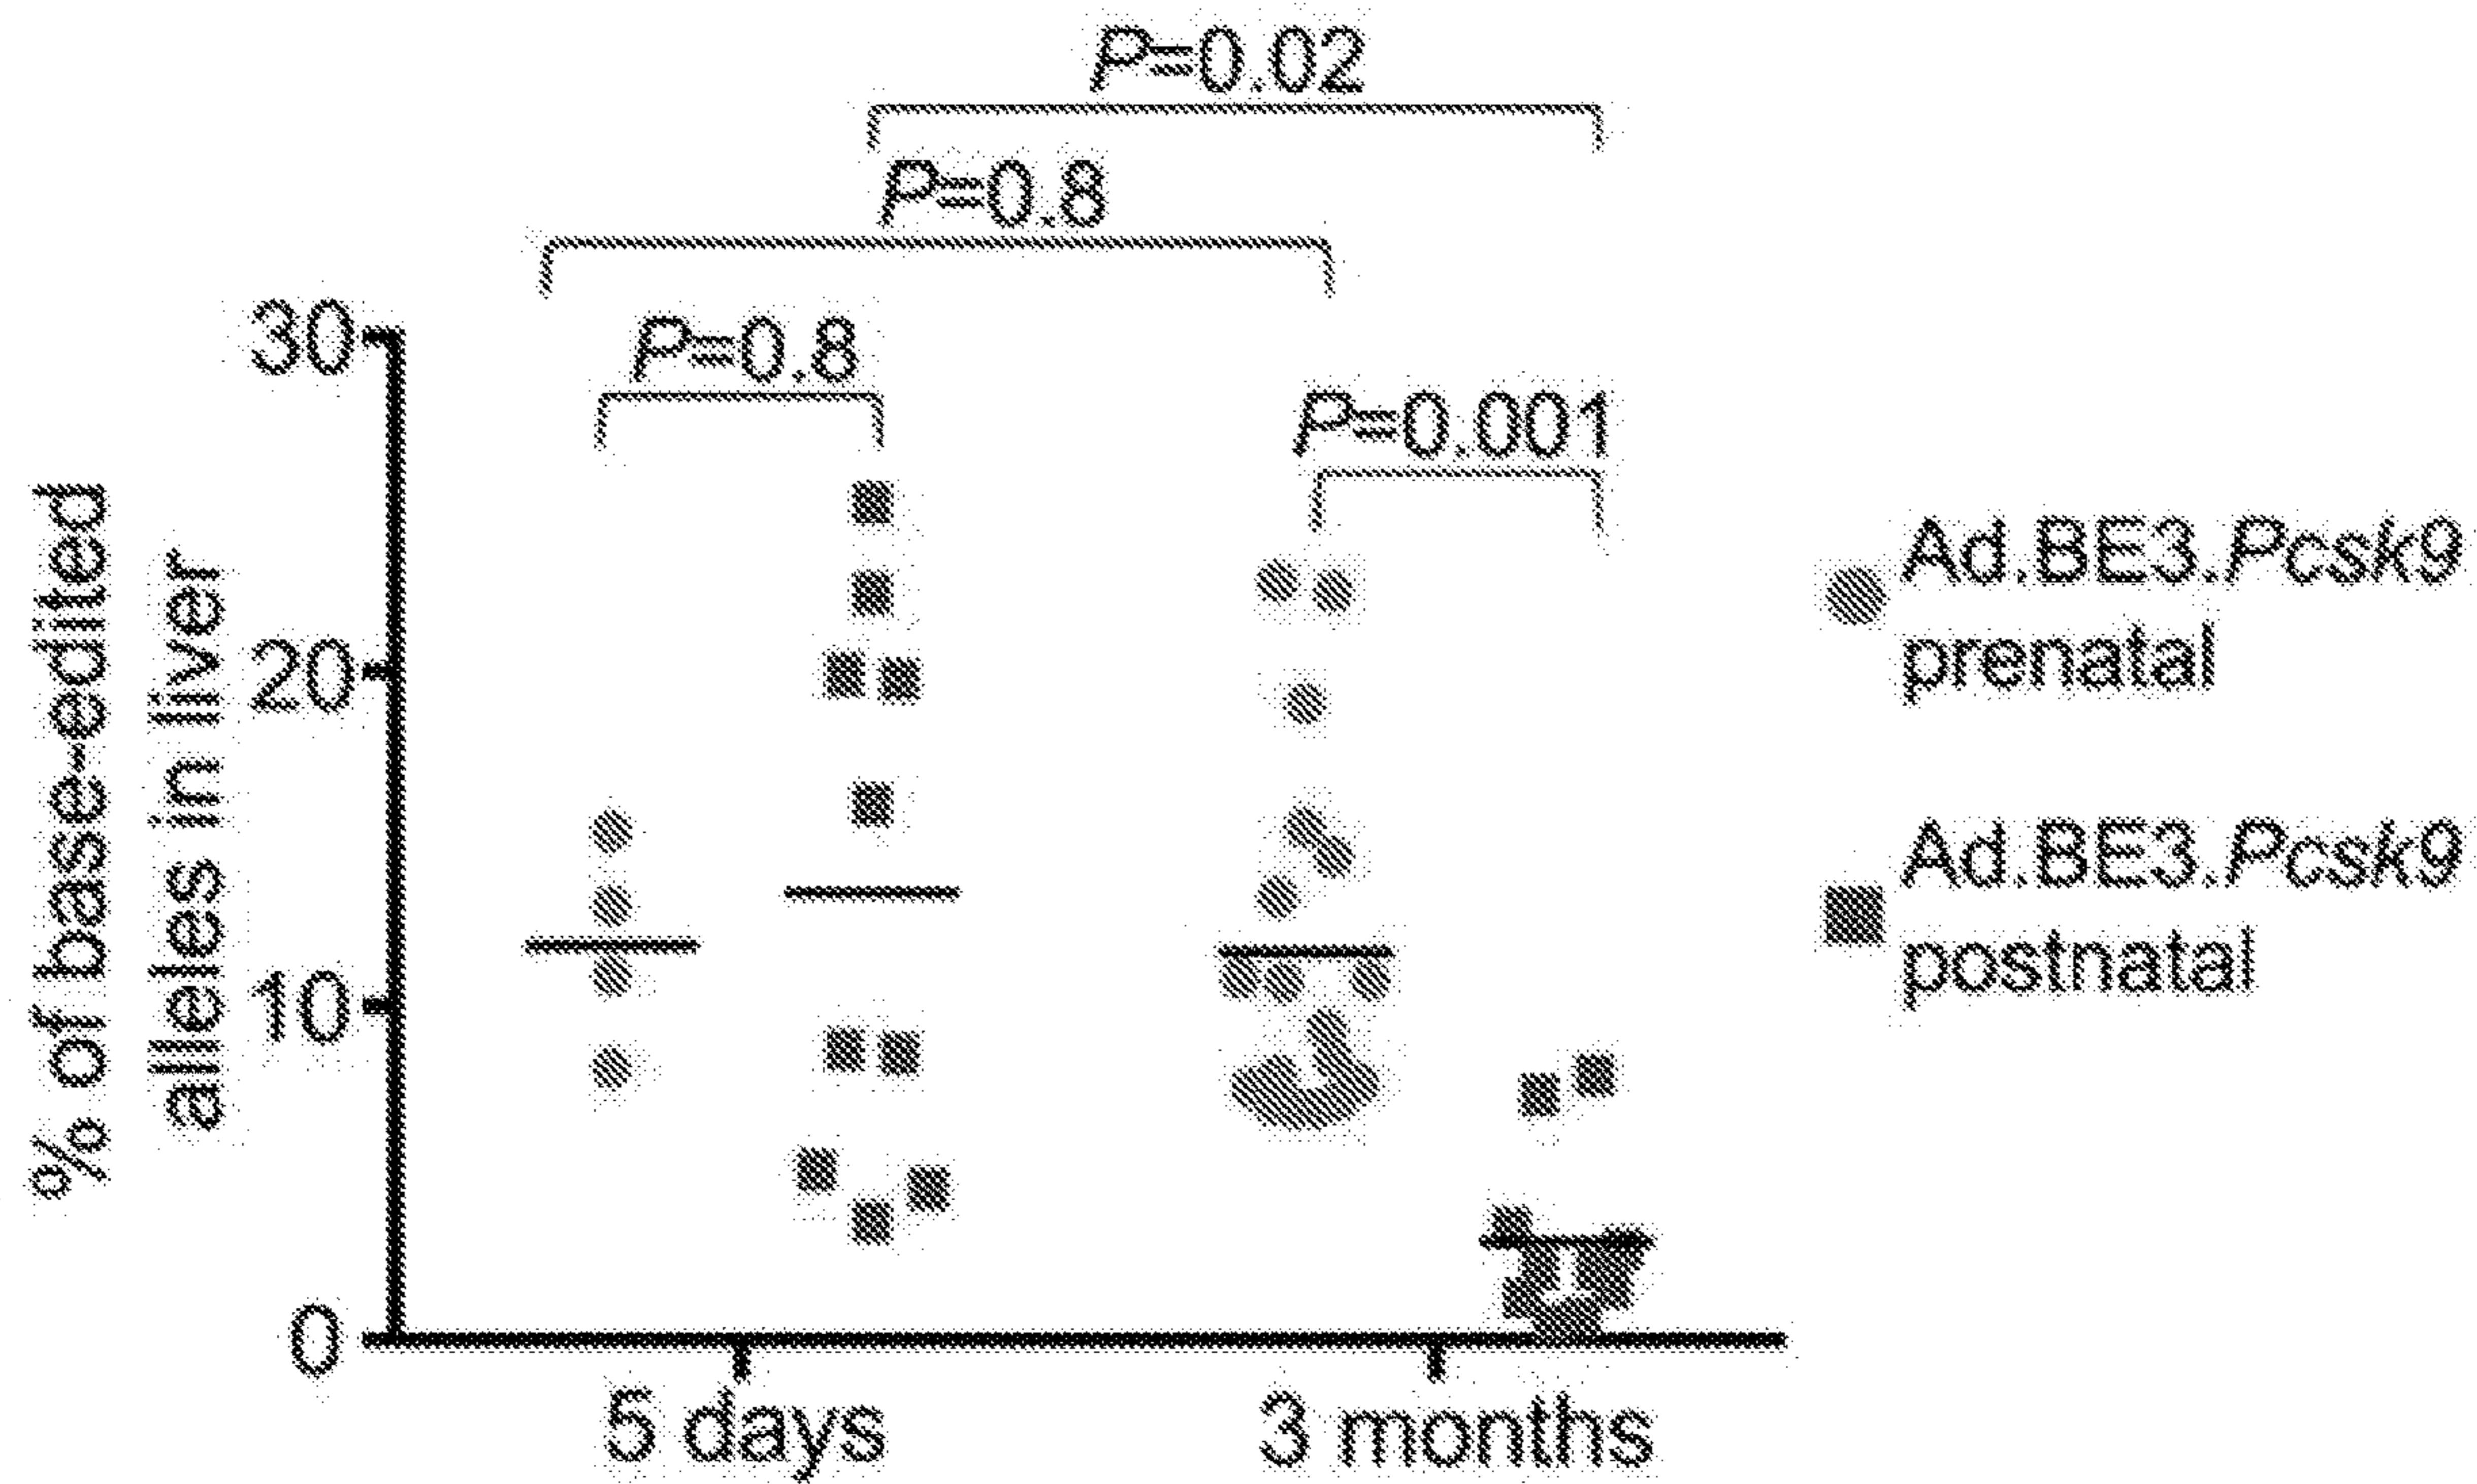 P=0.02
P=0.8
P=0.8
P=0.001
30
20
10
0
% of base-edited
alleles in liver
5 days
3 months
Ad.BE3.Pcsk9
prenatal
Ad.BE3.Pcsk9
postnatal